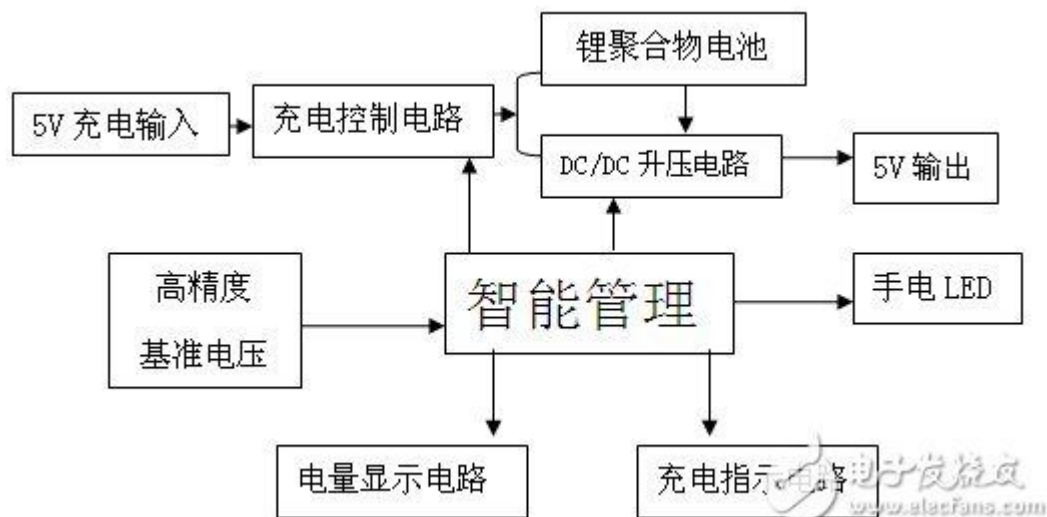 锂聚合物电池
5V 充电输入
充电控制电路
DC/DC 升压电路
5V 输出
高精度
基准电压
智能管理
手电 LED
电量显示电路
充电指示电路
电子发烧友
www.elecfans.com